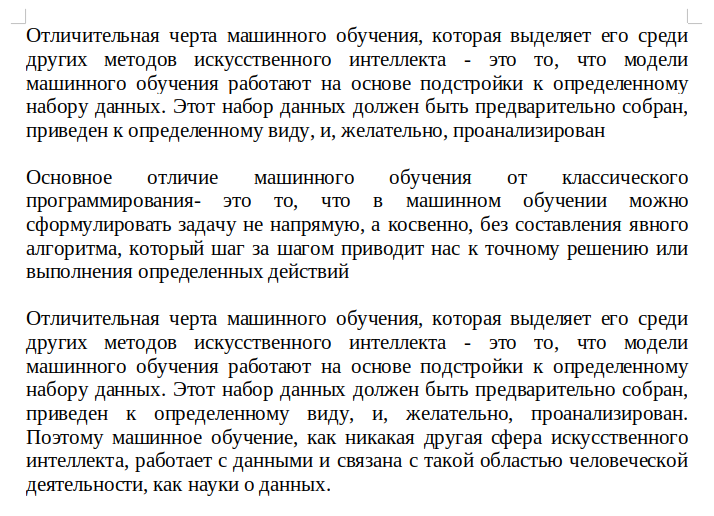 Отличительная черта машинного обучения, которая выделяет его среди
других методов искусственного интеллекта - это то, что модели
машинного обучения работают на основе подстройки к определенному
набору данных. Этот набор данных должен быть предварительно собран,
приведен к определенному виду, и, желательно, проанализирован
Основное отличие машинного обучения от классического
программирования- это то, что в машинном обучении можно
сформулировать задачу не напрямую, а косвенно, без составления явного
алгоритма, который шаг за шагом приводит нас к точному решению или
выполнения определенных действий
Отличительная черта машинного обучения, которая выделяет его среди
других методов искусственного интеллекта - это то, что модели
машинного обучения работают на основе подстройки к определенному
набору данных. Этот набор данных должен быть предварительно собран,
приведен к определенному виду, и, желательно, проанализирован.
Поэтому машинное обучение, как никакая другая сфера искусственного
интеллекта, работает с данными и связана с такой областью человеческой
деятельности, как науки о данных.